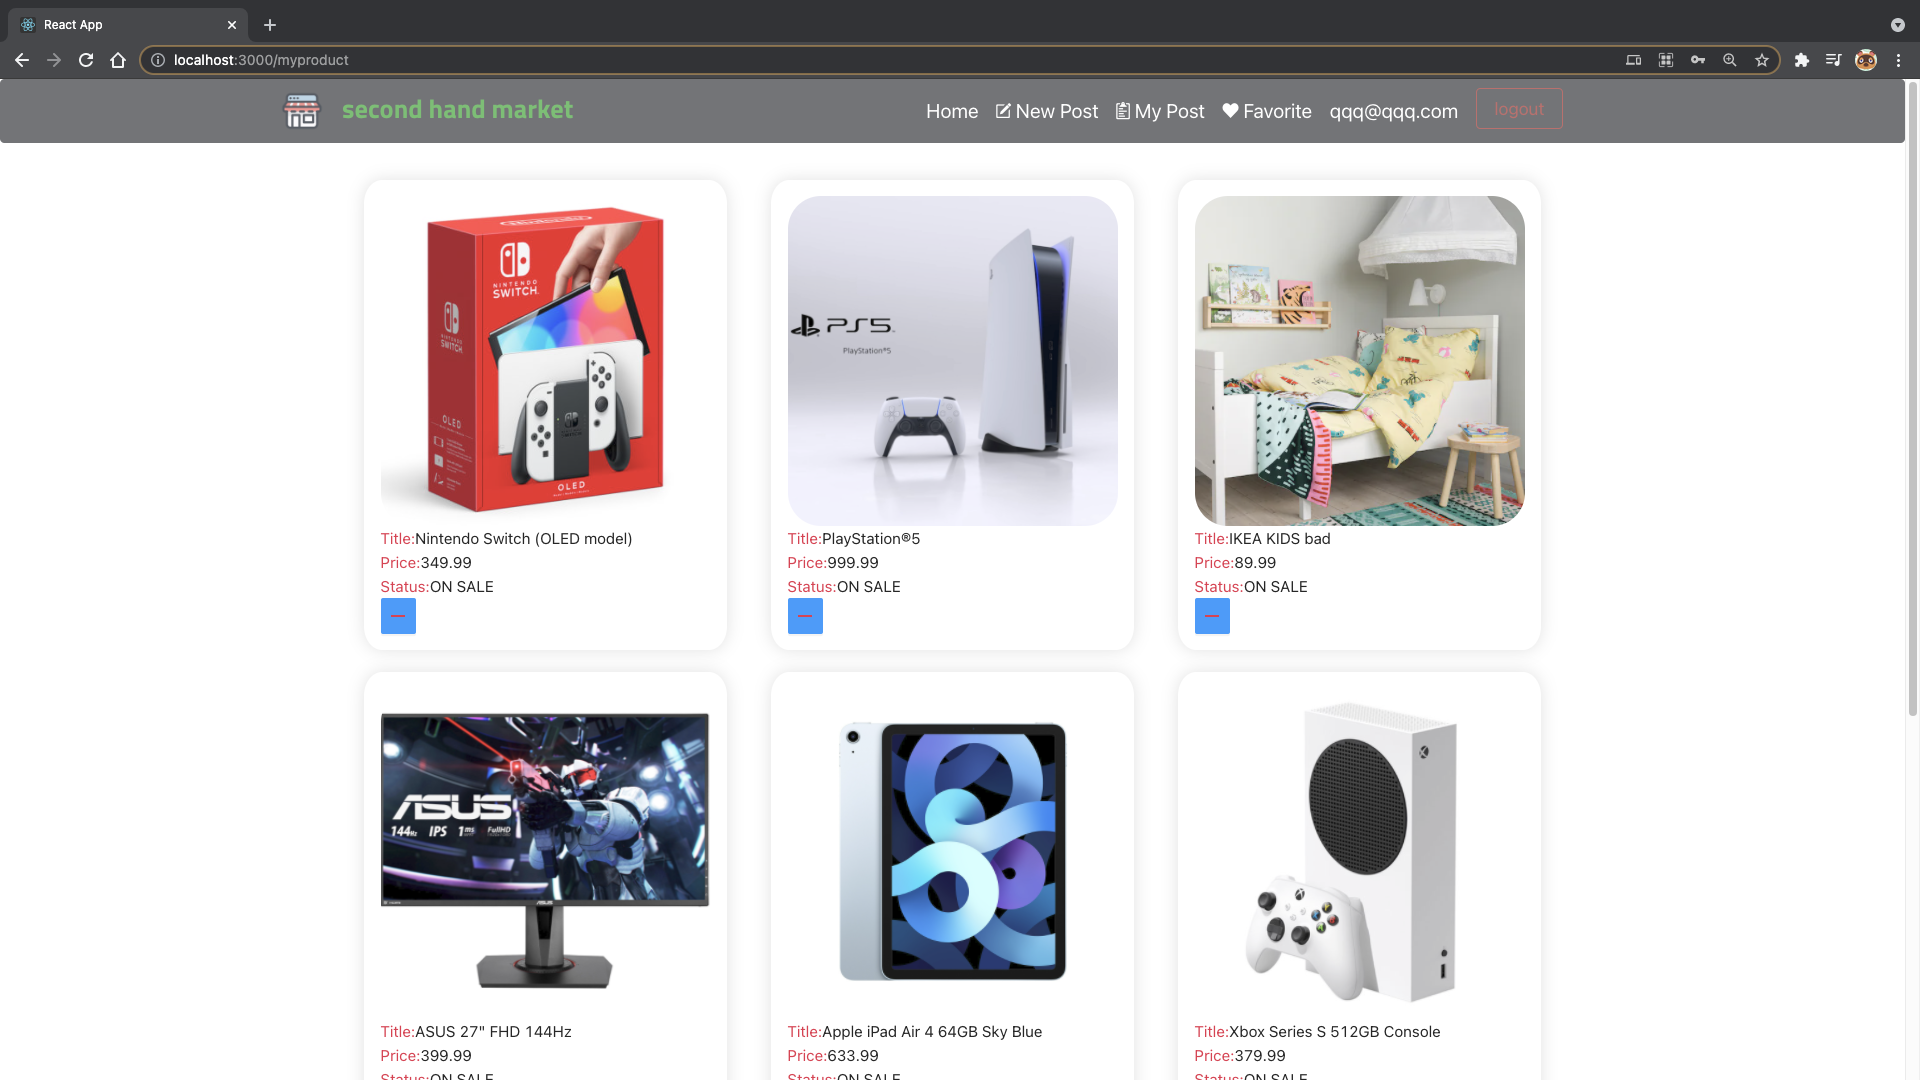 React App
localhost:3000/myproduct
second hand market
Home
New Post
My Post
Favorite
qqq@qqq.com
logout
Nintendo
NINTENDO
SWITCH
NINTENDO
SWITCH
OLED
OLED
PS5
PlayStation®5
Title:Nintendo Switch (OLED model)
Price:349.99
Status:ON SALE
Title:PlayStation®5
Price:999.99
Status:ON SALE
Title:IKEA KIDS bad
Price:89.99
Status:ON SALE
ASUS
144Hz IPS 1ms FullHD
ASUS
Title:ASUS 27" FHD 144Hz
Price:399.99
Status:ON SALE
Title:Apple iPad Air 4 64GB Sky Blue
Price:633.99
Status:ON SALE
Title:Xbox Series S 512GB Console
Price:379.99
Status:ON SALE